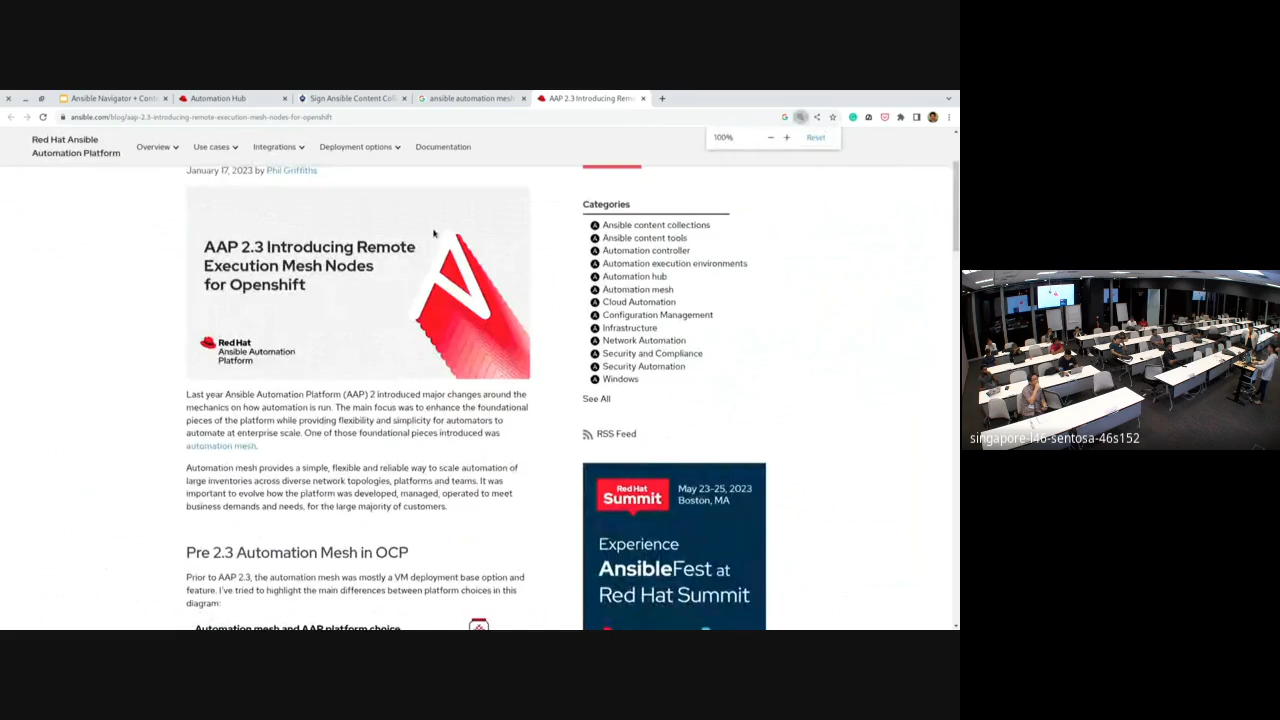 Ansible Navigator + Conte
Automation Hub
Sign Ansible Content Coll
ansible automation mesh
AAP 2.3 Introducing Rem
ansible.com/blog/aap-2.3-introducing-remote-execution-mesh-nodes-for-openshift
100%
Reset
Red Hat Ansible
Automation Platform
Overview
Use cases
Integrations
Deployment options
Documentation
January 17, 2023 by Phil Griffiths
AAP 2.3 Introducing Remote
Execution Mesh Nodes
for Openshift
Red Hat
Ansible Automation
Platform
Last year Ansible Automation Platform (AAP) 2 introduced major changes around the
mechanics on how automation is run. The main focus was to enhance the foundational
pieces of the platform while providing flexibility and simplicity for automators to
automate at enterprise scale. One of those foundational pieces introduced was
automation mesh.
Automation mesh provides a simple, flexible and reliable way to scale automation of
large inventories across diverse network topologies, platforms and teams. It was
important to evolve how the platform was developed, managed, operated to meet
business demands and needs, for the large majority of customers.
Pre 2.3 Automation Mesh in OCP
Prior to AAP 2.3, the automation mesh was mostly a VM deployment base option and
feature. I've tried to highlight the main differences between platform choices in this
diagram:
Automation mesh and AAP platform choice
Categories
Ansible content collections
Ansible content tools
Automation controller
Automation execution environments
Automation hub
Automation mesh
Cloud Automation
Configuration Management
Infrastructure
Network Automation
Security and Compliance
Security Automation
Windows
See All
RSS Feed
Red Hat
Summit
May 23-25, 2023
Boston, MA
Experience
AnsibleFest at
Red Hat Summit
singapore-l46-sentosa-46s152